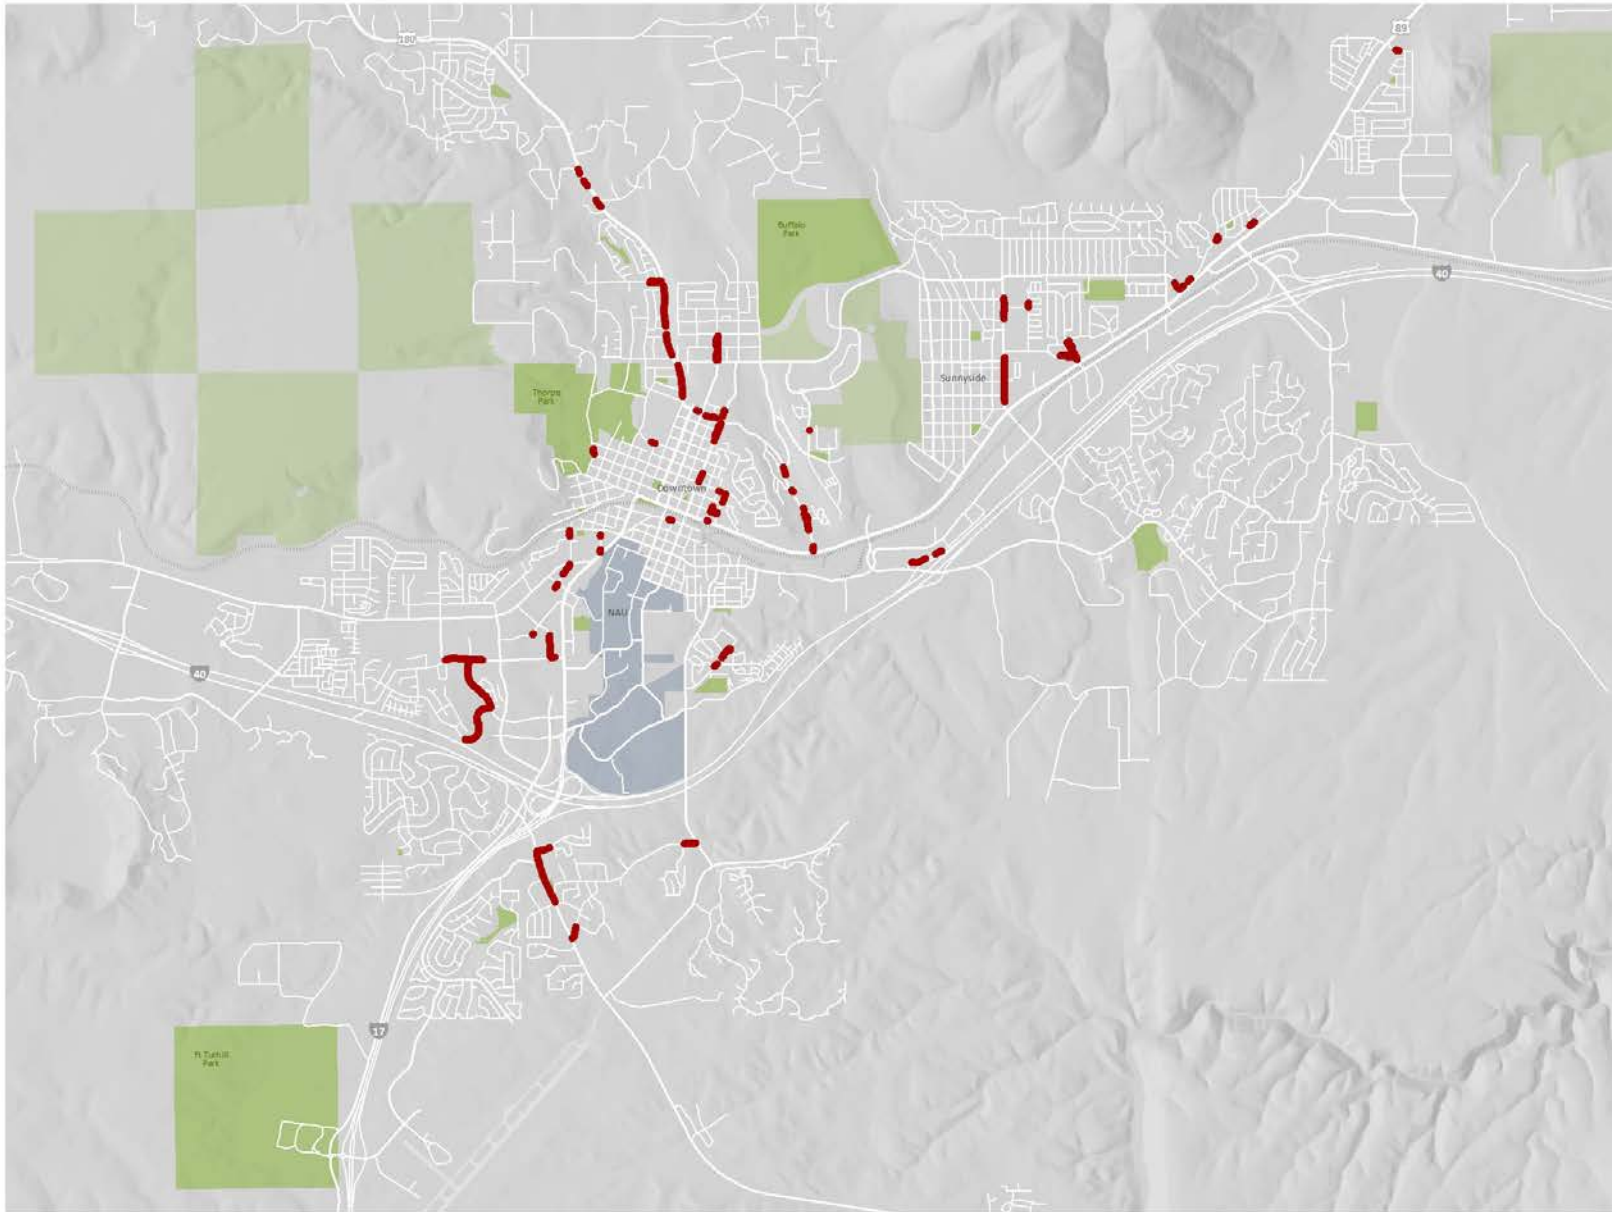 180
89
Buffalo
Park
40
Sunnyside
Thorpe
Park
Downtown
NAU
40
17
Ft Tuthill
Park